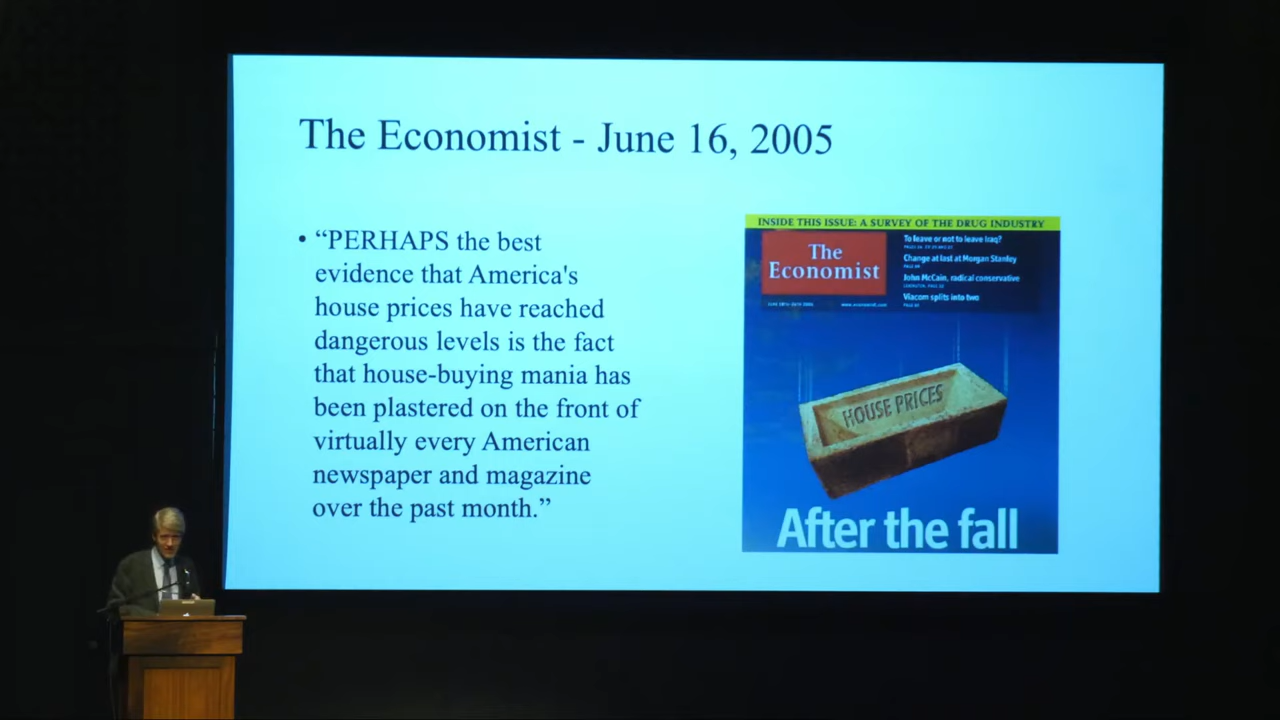 The Economist - June 16, 2005
• “PERHAPS the best
evidence that America's
house prices have reached
dangerous levels is the fact
that house-buying mania has
been plastered on the front of
virtually every American
newspaper and magazine
over the past month.”
INSIDE THIS ISSUE: A SURVEY OF THE DRUG INDUSTRY
The
Economist
To leave or not to leave Iraq?
Change at last at Morgan Stanley
John McCain, radical conservative
Viacom splits into two
www.economist.com
HOUSE PRICES
After the fall